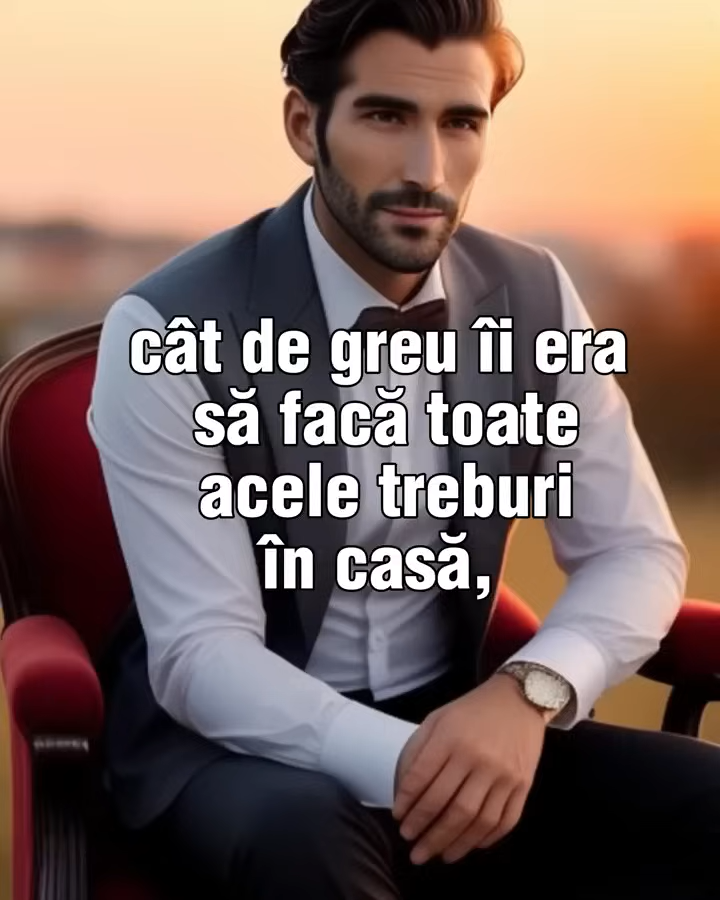 cât de greu îi era
să facă toate
acele treburi
în casă,